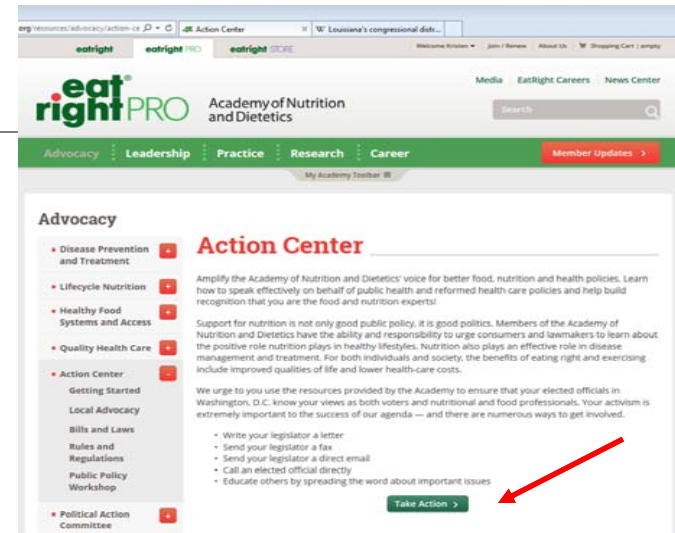 org/resources/advocacy/action-ce
Action Center
Louisiana's congressional distr...
eatright
eatright PRO
eatright STORE
Welcome Kristen
Join / Renew
About Us
Shopping Cart | empty
Media
EatRight Careers
News Center
eat right PRO
Academy of Nutrition
and Dietetics
Search
Advocacy
Leadership
Practice
Research
Career
Member Updates >
My Academy Toolbar
Advocacy
Disease Prevention
and Treatment
Lifecycle Nutrition
Healthy Food
Systems and Access
Quality Health Care
Action Center
Getting Started
Local Advocacy
Bills and Laws
Rules and
Regulations
Public Policy
Workshop
Political Action
Committee
Action Center
Amplify the Academy of Nutrition and Dietetics' voice for better food, nutrition and health policies. Learn
how to speak effectively on behalf of public health and reformed health care policies and help build
recognition that you are the food and nutrition experts!
Support for nutrition is not only good public policy, it is good politics. Members of the Academy of
Nutrition and Dietetics have the ability and responsibility to urge consumers and lawmakers to learn about
the positive role nutrition plays in healthy lifestyles. Nutrition also plays an effective role in disease
management and treatment. For both individuals and society, the benefits of eating right and exercising
include improved qualities of life and lower health-care costs.
We urge to you use the resources provided by the Academy to ensure that your elected officials in
Washington, D.C. know your views as both voters and nutritional and food professionals. Your activism is
extremely important to the success of our agenda — and there are numerous ways to get involved.
• Write your legislator a letter
• Send your legislator a fax
• Send your legislator a direct email
• Call an elected official directly
• Educate others by spreading the word about important issues
Take Action >